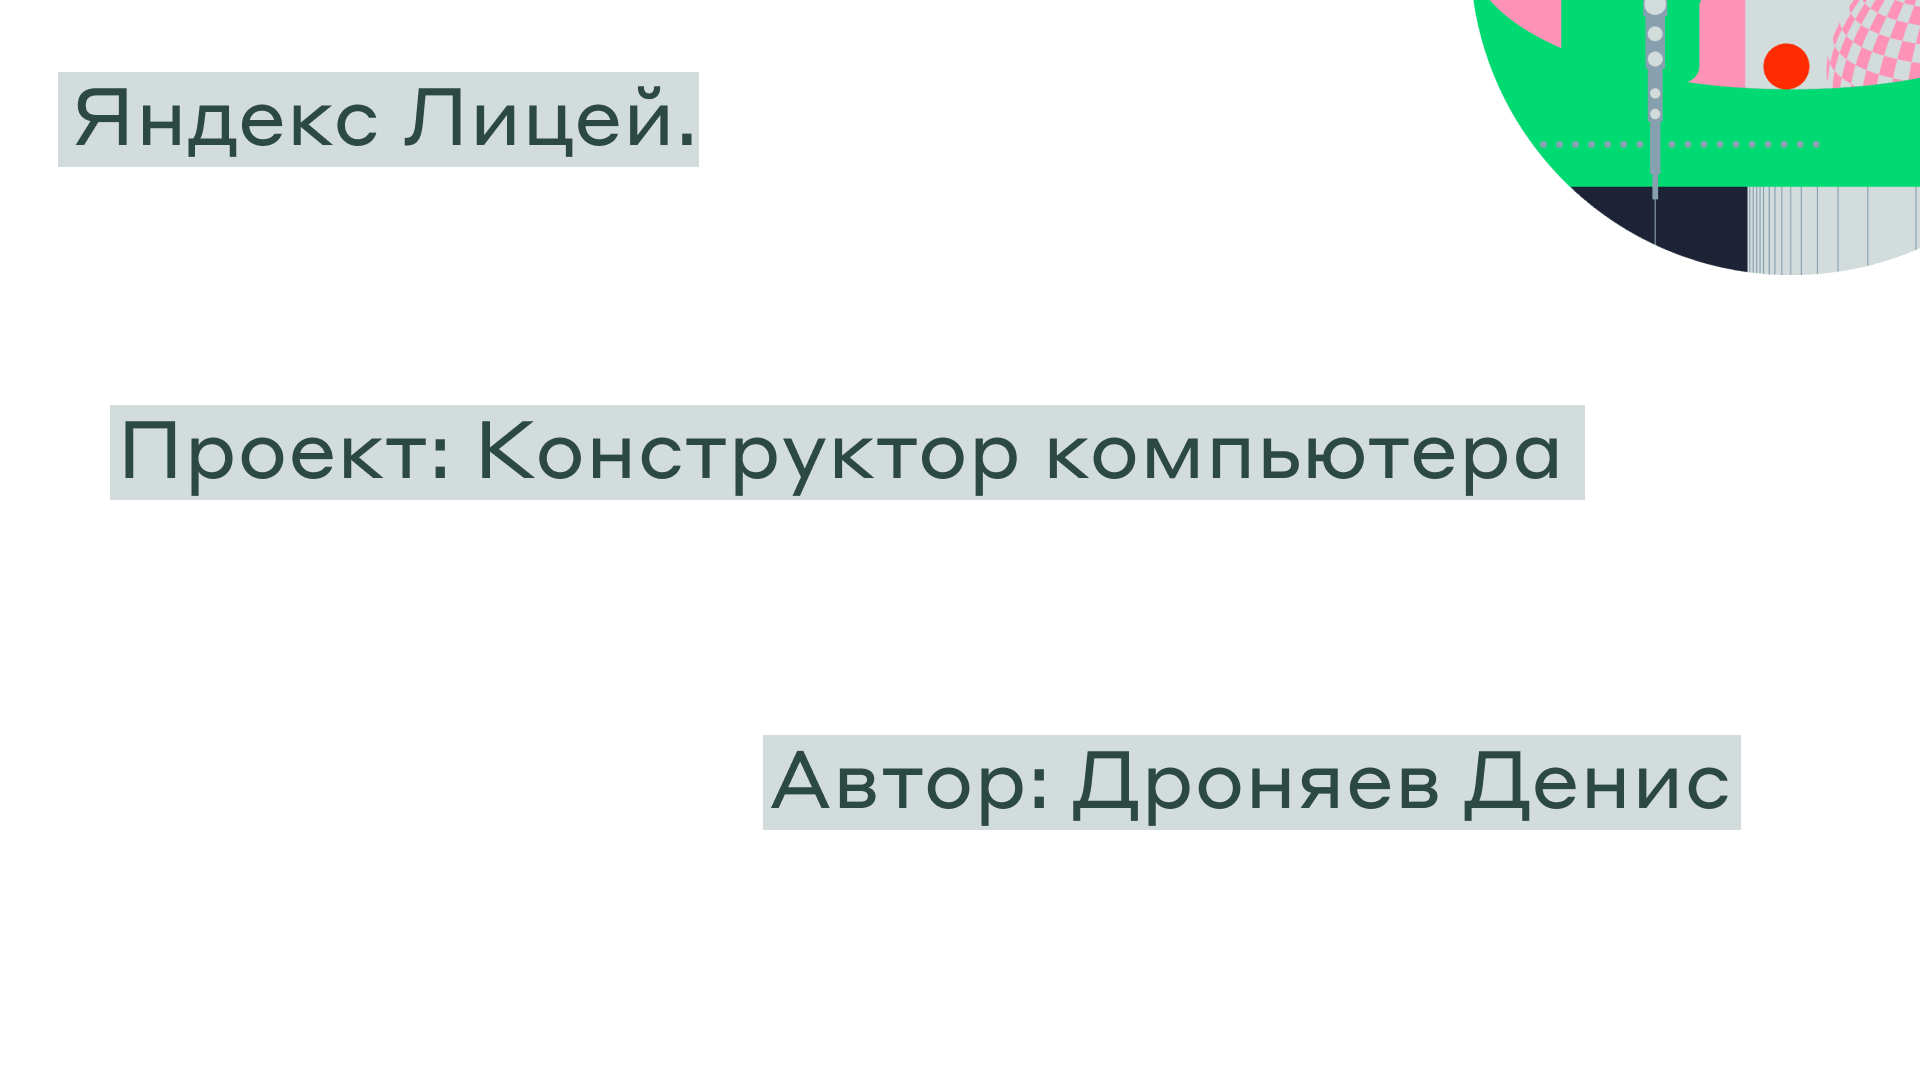 Яндекс Лицей.
Проект: Конструктор компьютера
Автор: Дроняев Денис